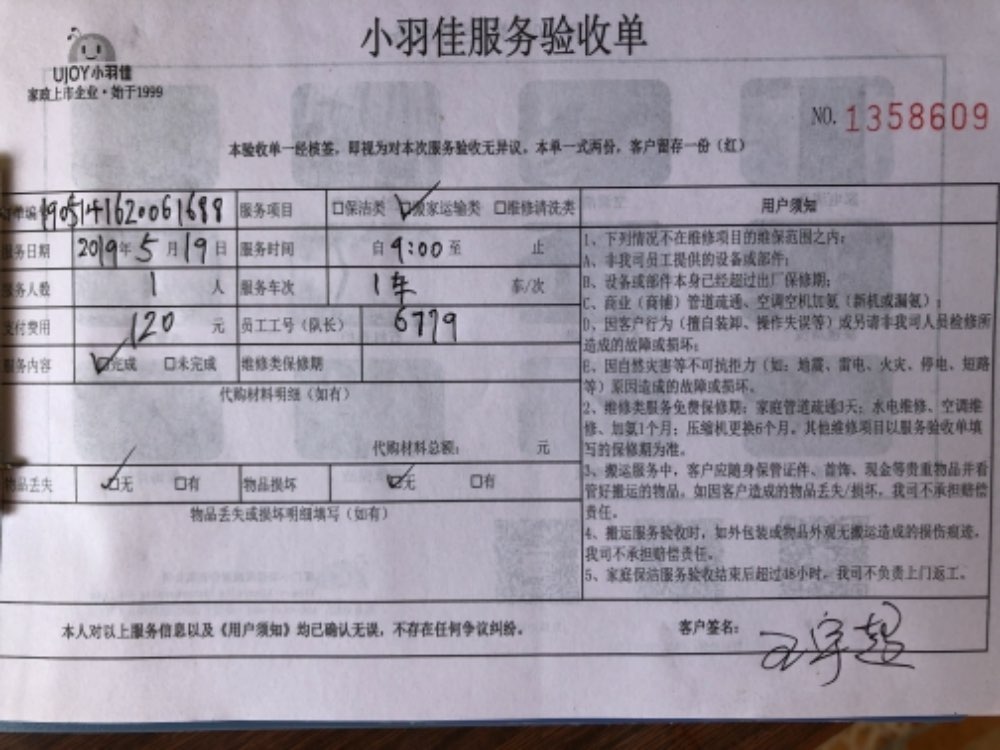 小羽佳服务验收单
UJOY小羽佳
家政上市企业·始于1999
NO. 1358609
本验收单一经核签，即视为对本次服务验收无异议。本单一式两份，客户留存一份（红）
单编 1905141620061688 服务项目 □保洁类 ☑搬家运输类 □维修清洗类
服务日期 2019年5月19日 服务时间 自9:00至 止
服务人数 1 人 服务车次 1车 车/次
支付费用 120 元 员工工号（队长） 6779
服务内容 ☑完成 □未完成 维修类保修期
代购材料明细（如有）
代购材料总额： 元
物品丢失 ☑无 □有 物品损坏 ☑无 □有
物品丢失或损坏明细填写（如有）
用户须知
1、下列情况不在维修项目的维保范围之内：
A、非我司员工提供的设备或部件；
B、设备或部件本身已经超过出厂保修期；
C、商业（商铺）管道疏通、空调空机加氨（新机或漏氨）；
D、因客户行为（擅自装卸、操作失误等）或另请非我司人员检修所
造成的故障或损坏；
E、因自然灾害等不可抗拒力（如：地震、雷电、火灾、停电、短路
等）原因造成的故障或损坏。
2、维修类服务免费保修期：家庭管道疏通3天；水电维修、空调维
修、加氨1个月；压缩机更换6个月。其他维修项目以服务验收单填
写的保修期为准。
3、搬运服务中，客户应随身保管证件、首饰、现金等贵重物品并看
管好搬运的物品。如因客户造成的物品丢失/损坏，我司不承担赔偿
责任。
4、搬运服务验收时，如外包装或物品外观无搬运造成的损伤痕迹，
我司不承担赔偿责任。
5、家庭保洁服务验收结束后超过48小时，我司不负责上门返工。
本人对以上服务信息以及《用户须知》均已确认无误，不存在任何争议纠纷。
客户签名： 王宇超